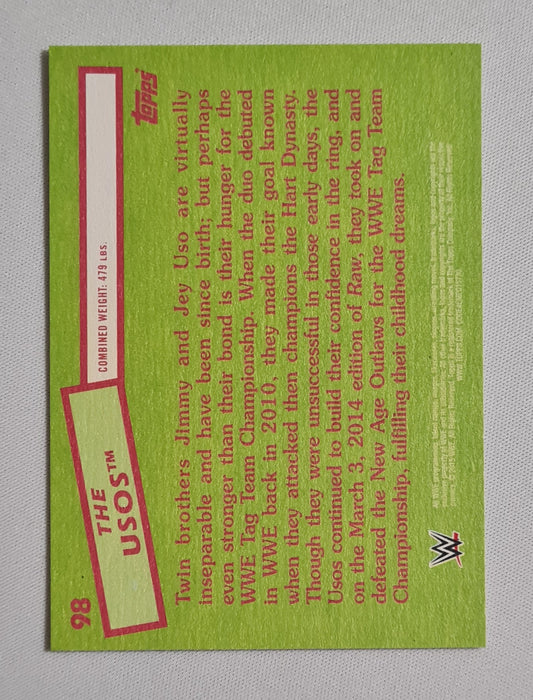 98
THE
USOS™
COMBINED WEIGHT: 479 LBS.
TOPPS
Twin brothers Jimmy and Jey Uso are virtually
inseparable and have been since birth; but perhaps
even stronger than their bond is their hunger for the
WWE Tag Team Championship. When the duo debuted
in WWE back in 2010, they made their goal known
when they attacked then champions the Hart Dynasty.
Though they were unsuccessful in those early days, the
Usos continued to build their confidence in the ring, and
on the March 3, 2014 edition of Raw, they took on and
defeated the New Age Outlaws for the WWE Tag Team
Championship, fulfilling their childhood dreams.
W